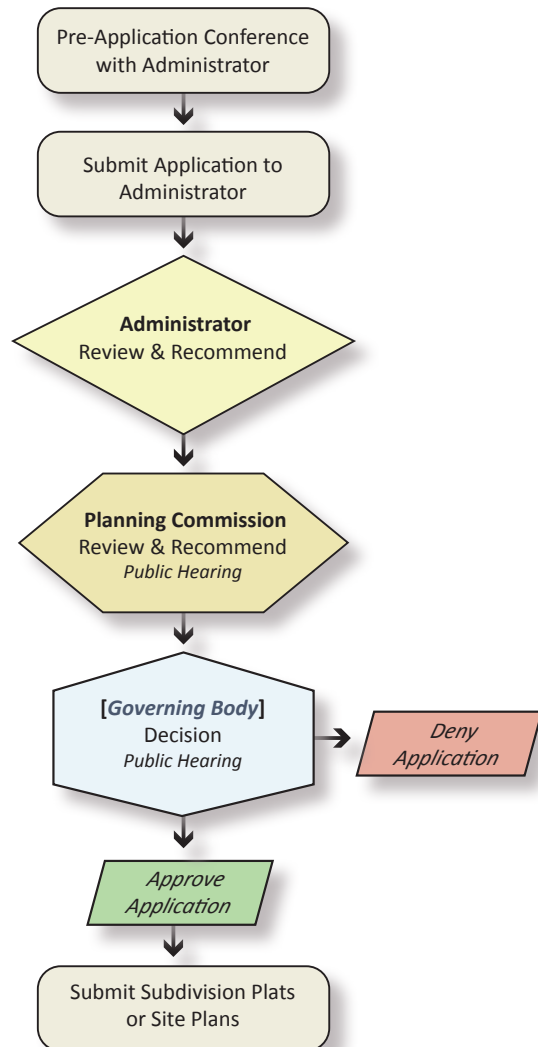 Pre-Application Conference
with Administrator
Submit Application to
Administrator
Administrator
Review & Recommend
Planning Commission
Review & Recommend
Public Hearing
[Governing Body]
Decision
Public Hearing
Deny
Application
Approve
Application
Submit Subdivision Plats
or Site Plans